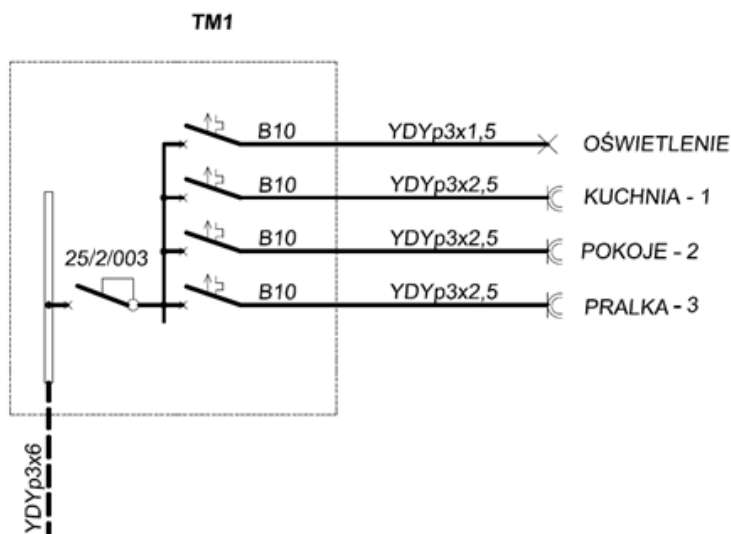 TM1
B10 YDYp3x1,5 OŚWIETLENIE
B10 YDYp3x2,5 KUCHNIA - 1
B10 YDYp3x2,5 POKOJE - 2
25/2/003
B10 YDYp3x2,5 PRALKA - 3
YDYp3x6